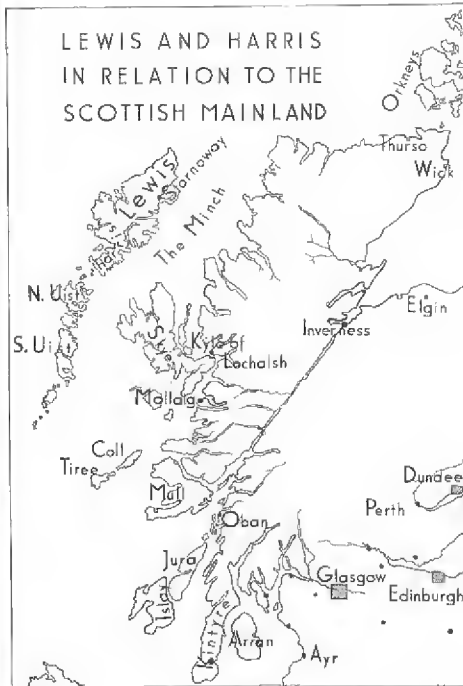 LEWIS AND HARRIS
IN RELATION TO THE
SCOTTISH MAINLAND
Orkneys
Thurso
Wick
Lewis
Stornoway
The Minch
Harris
N. Uist
S. Uist
Skye
Kyle of
Lochalsh
Inverness
Elgin
Mallaig
Coll
Tiree
Mull
Oban
Dundee
Perth
Jura
Islay
Glasgow
Edinburgh
Kintyre
Arran
Ayr